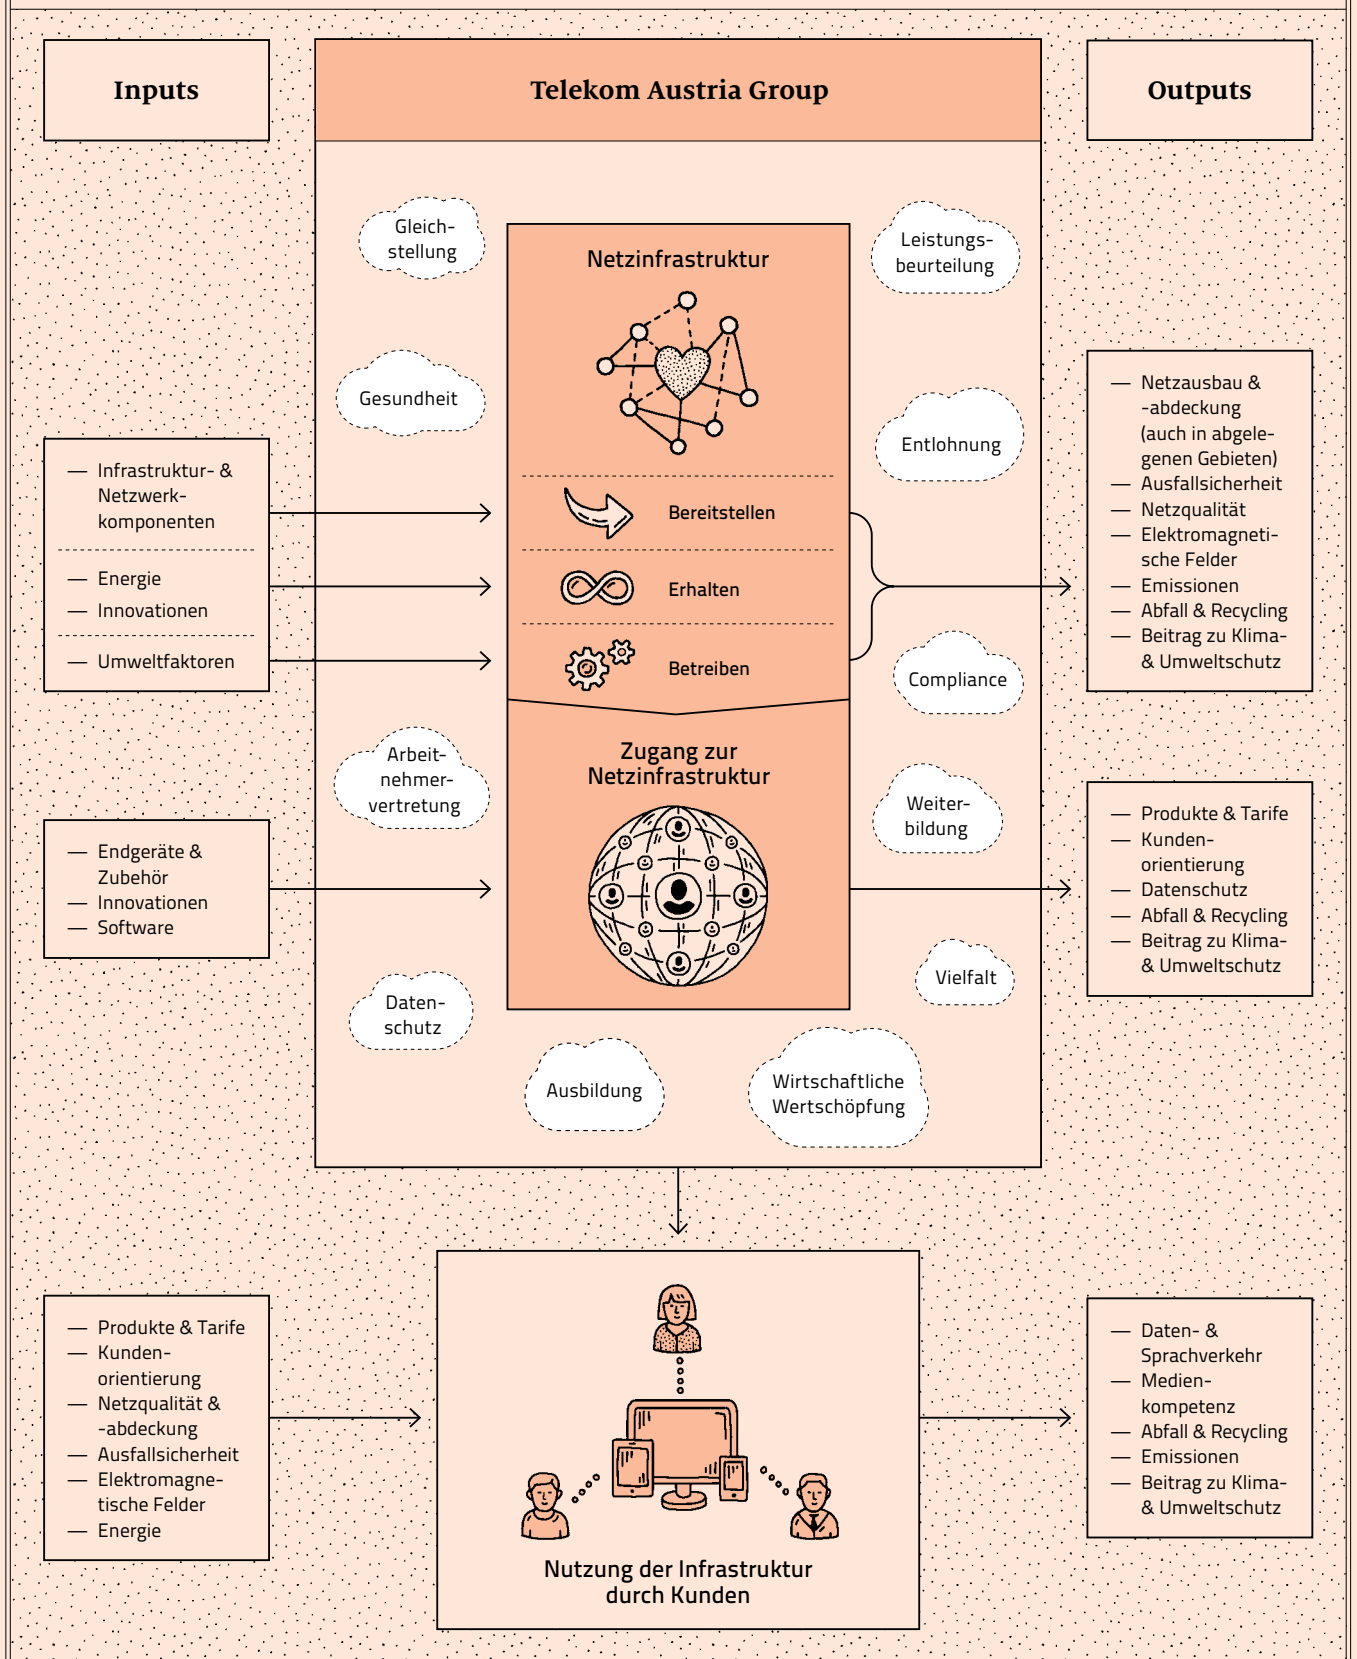 Inputs
Telekom Austria Group
Outputs
Gleich-
stellung
Gesundheit
Arbeit-
nehmer-
vertretung
Daten-
schutz
Ausbildung
Wirtschaftliche
Wertschöpfung
Leistungs-
beurteilung
Entlohnung
Compliance
Weiter-
bildung
Vielfalt
Netzinfrastruktur
Bereitstellen
Erhalten
Betreiben
Zugang zur
Netzinfrastruktur
— Infrastruktur- &
Netzwerk-
komponenten
— Energie
— Innovationen
— Umweltfaktoren
— Endgeräte &
Zubehör
— Innovationen
— Software
— Netzausbau &
-abdeckung
(auch in abgele-
genen Gebieten)
— Ausfallsicherheit
— Netzqualität
— Elektromagneti-
sche Felder
— Emissionen
— Abfall & Recycling
— Beitrag zu Klima-
& Umweltschutz
— Produkte & Tarife
— Kunden-
orientierung
— Datenschutz
— Abfall & Recycling
— Beitrag zu Klima-
& Umweltschutz
— Produkte & Tarife
— Kunden-
orientierung
— Netzqualität &
-abdeckung
— Ausfallsicherheit
— Elektromagne-
tische Felder
— Energie
Nutzung der Infrastruktur
durch Kunden
— Daten- &
Sprachverkehr
— Medien-
kompetenz
— Abfall & Recycling
— Emissionen
— Beitrag zu Klima-
& Umweltschutz